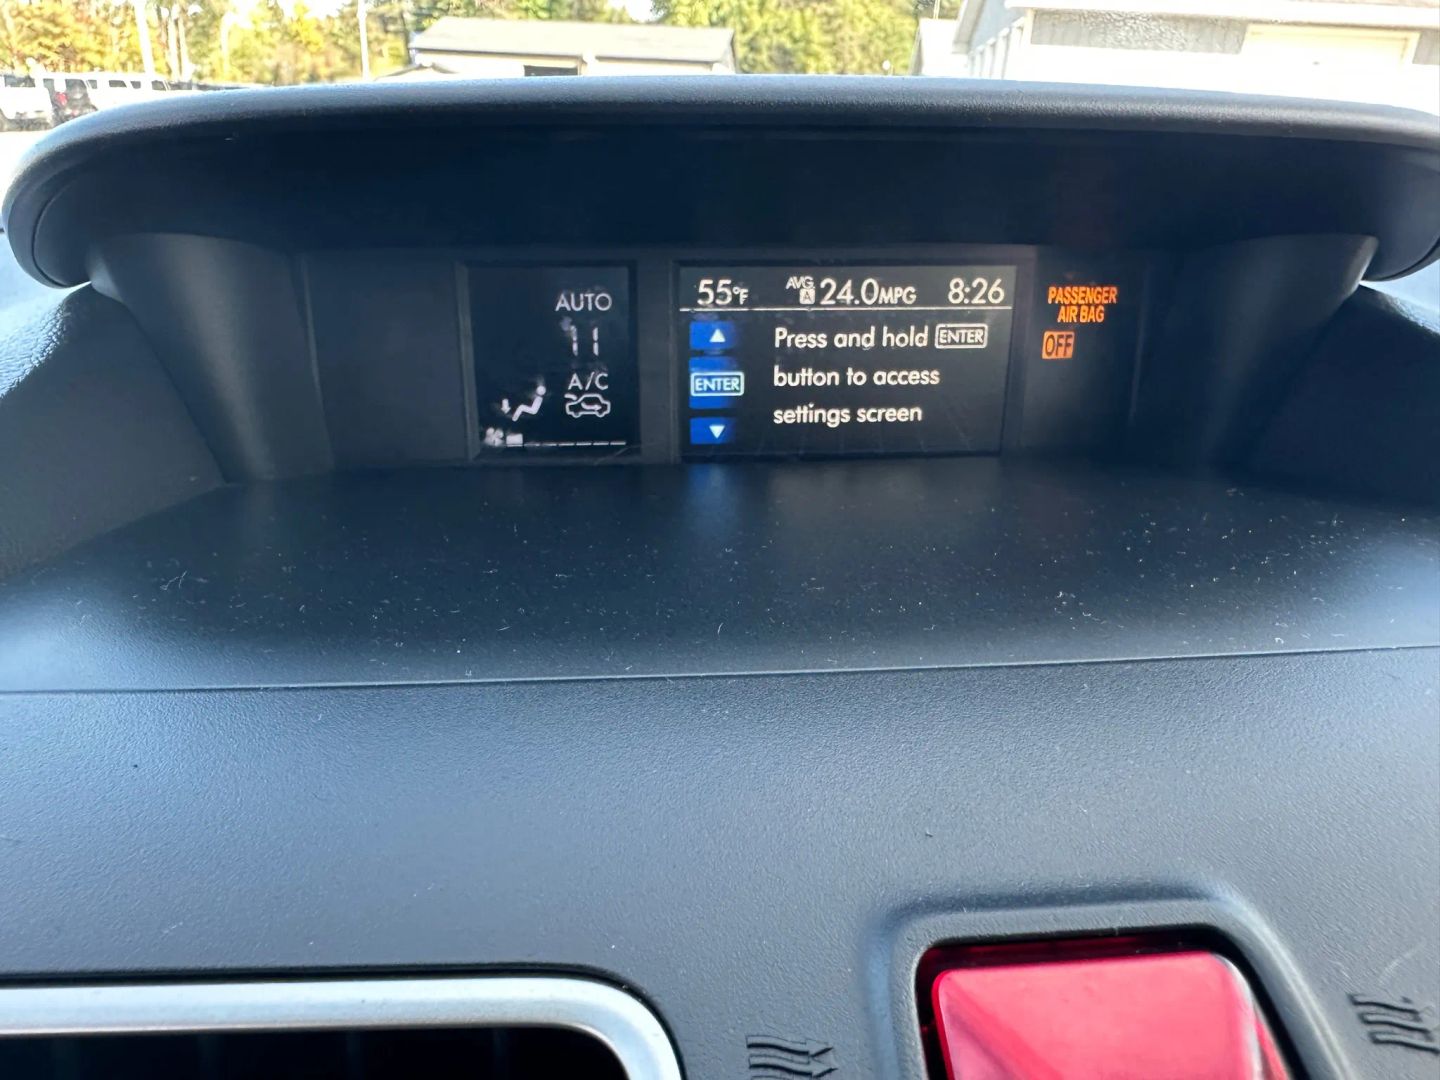 AUTO
A/C
55°F AVG A 24.0MPG 8:26
Press and hold ENTER
button to access
settings screen
ENTER
PASSENGER
AIR BAG
OFF